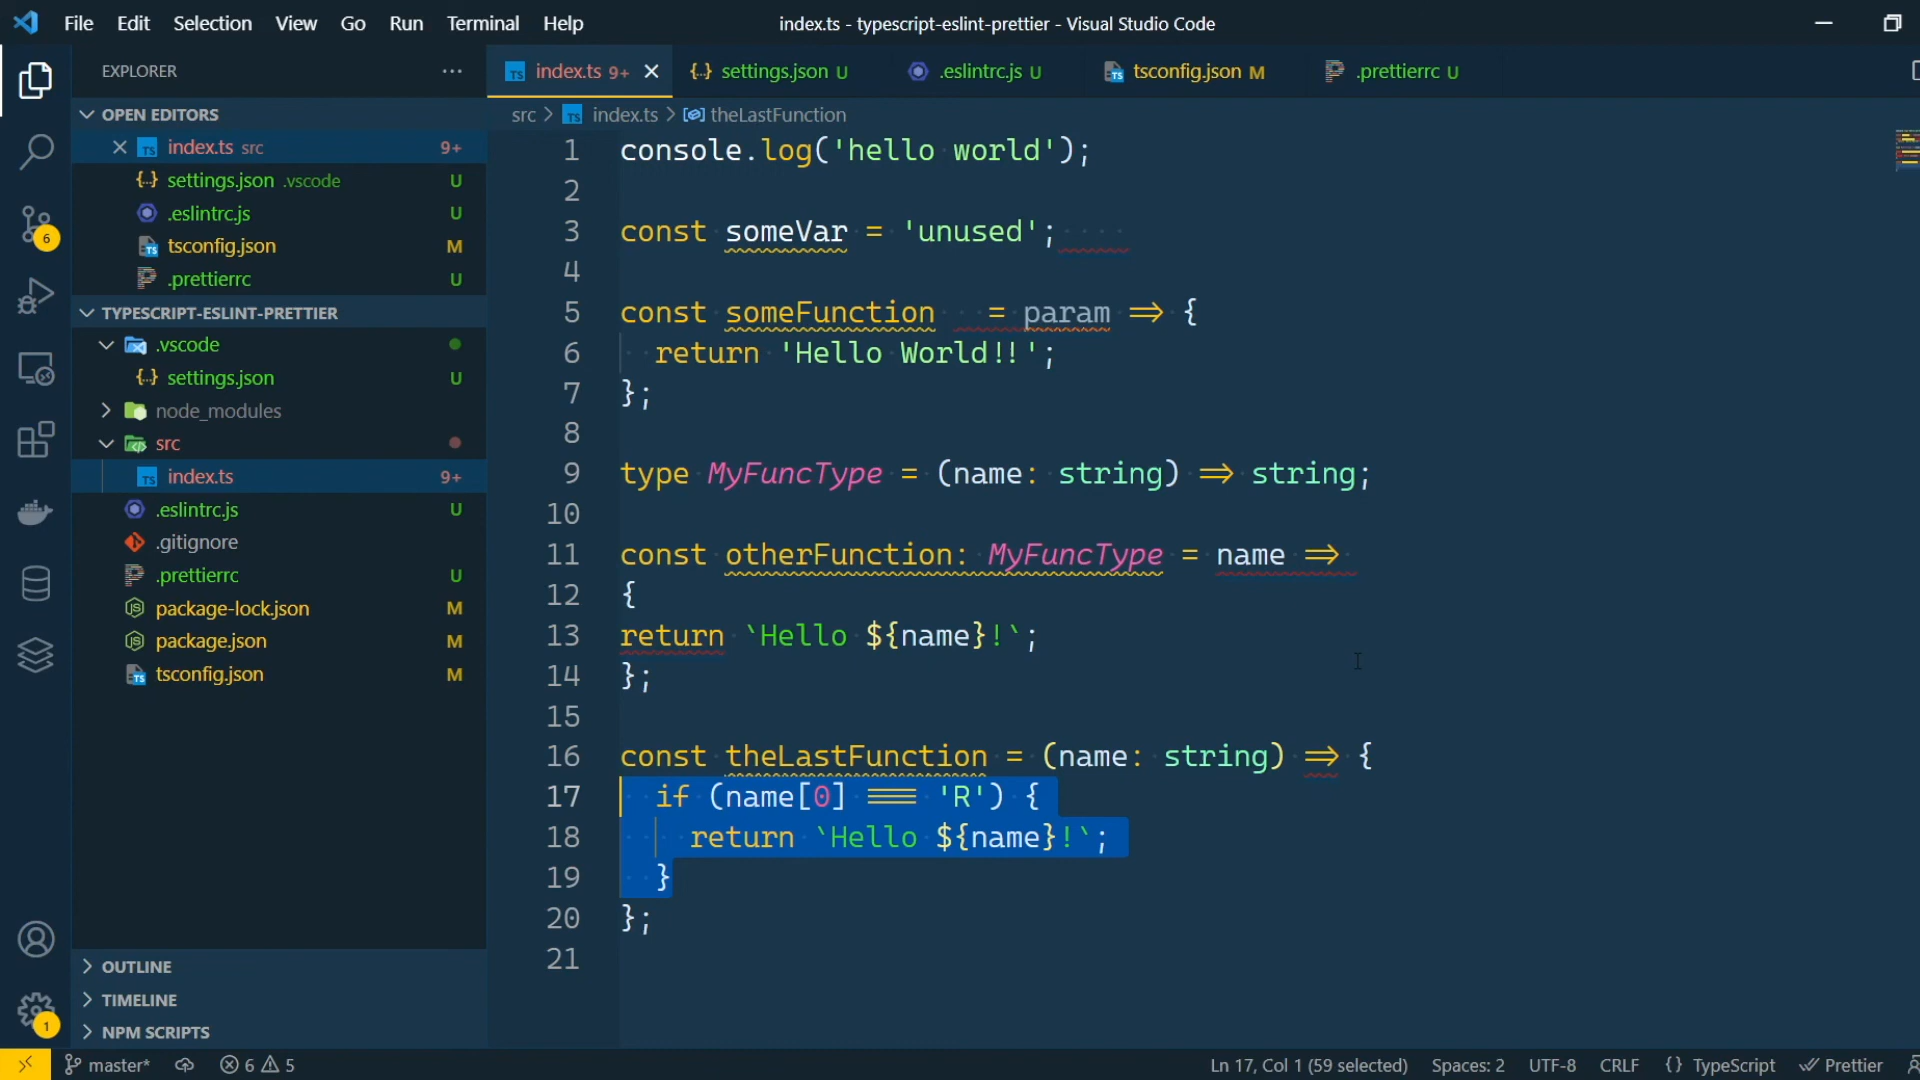 File Edit Selection View Go Run Terminal Help index.ts - typescript-eslint-prettier - Visual Studio Code
EXPLORER
OPEN EDITORS
index.ts src 9+
settings.json .vscode U
.eslintrc.js U
tsconfig.json M
.prettierrc U
TYPESCRIPT-ESLINT-PRETTIER
.vscode
settings.json U
node_modules
src
index.ts 9+
.eslintrc.js U
.gitignore
.prettierrc U
package-lock.json M
package.json M
tsconfig.json M
OUTLINE
TIMELINE
NPM SCRIPTS
6
1
index.ts 9+ settings.json U .eslintrc.js U tsconfig.json M .prettierrc U
src > index.ts > theLastFunction
1 console.log('hello world');
2
3 const someVar = 'unused';
4
5 const someFunction = param => {
6 return 'Hello World!!';
7 };
8
9 type MyFuncType = (name: string) => string;
10
11 const otherFunction: MyFuncType = name =>
12 {
13 return `Hello ${name}!`;
14 };
15
16 const theLastFunction = (name: string) => {
17 if (name[0] === 'R') {
18 return `Hello ${name}!`;
19 }
20 };
21
master* 6 5 Ln 17, Col 1 (59 selected) Spaces: 2 UTF-8 CRLF {} TypeScript Prettier